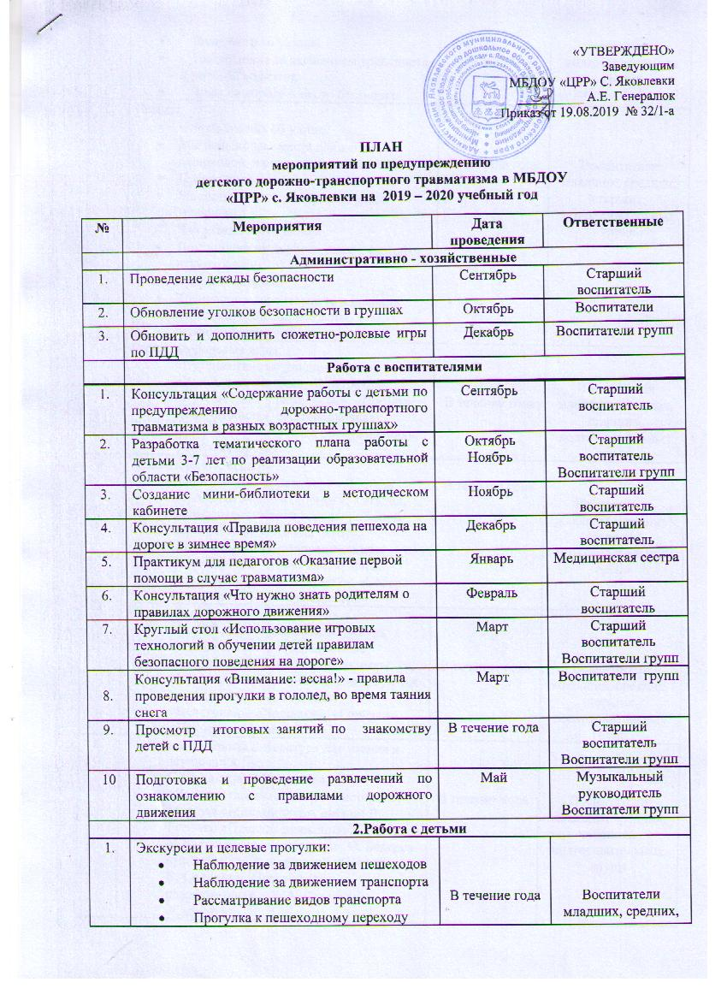 «УТВЕРЖДЕНО»
Заведующим
МБДОУ «ЦРР» С. Яковлевки
А.Е. Генералюк
Приказ от 19.08.2019 № 32/1-а
ПЛАН
мероприятий по предупреждению
детского дорожно-транспортного травматизма в МБДОУ
«ЦРР» с. Яковлевки на 2019 – 2020 учебный год
№ Мероприятия Дата Ответственные
проведения
Административно - хозяйственные
1. Проведение декады безопасности Сентябрь Старший
воспитатель
2. Обновление уголков безопасности в группах Октябрь Воспитатели
3. Обновить и дополнить сюжетно-ролевые игры Декабрь Воспитатели групп
по ПДД
Работа с воспитателями
1. Консультация «Содержание работы с детьми по Сентябрь Старший
предупреждению дорожно-транспортного воспитатель
травматизма в разных возрастных группах»
2. Разработка тематического плана работы с Октябрь Старший
детьми 3-7 лет по реализации образовательной Ноябрь воспитатель
области «Безопасность» Воспитатели групп
3. Создание мини-библиотеки в методическом Ноябрь Старший
кабинете воспитатель
4. Консультация «Правила поведения пешехода на Декабрь Старший
дороге в зимнее время» воспитатель
5. Практикум для педагогов «Оказание первой Январь Медицинская сестра
помощи в случае травматизма»
6. Консультация «Что нужно знать родителям о Февраль Старший
правилах дорожного движения» воспитатель
7. Круглый стол «Использование игровых Март Старший
технологий в обучении детей правилам воспитатель
безопасного поведения на дороге» Воспитатели групп
Консультация «Внимание: весна!» - правила Март Воспитатели групп
8. проведения прогулки в гололед, во время таяния
снега
9. Просмотр итоговых занятий по знакомству В течение года Старший
детей с ПДД воспитатель
Воспитатели групп
10 Подготовка и проведение развлечений по Май Музыкальный
ознакомлению с правилами дорожного руководитель
движения Воспитатели групп
2.Работа с детьми
1. Экскурсии и целевые прогулки:
• Наблюдение за движением пешеходов
• Наблюдение за движением транспорта
• Рассматривание видов транспорта В течение года Воспитатели
• Прогулка к пешеходному переходу младших, средних,